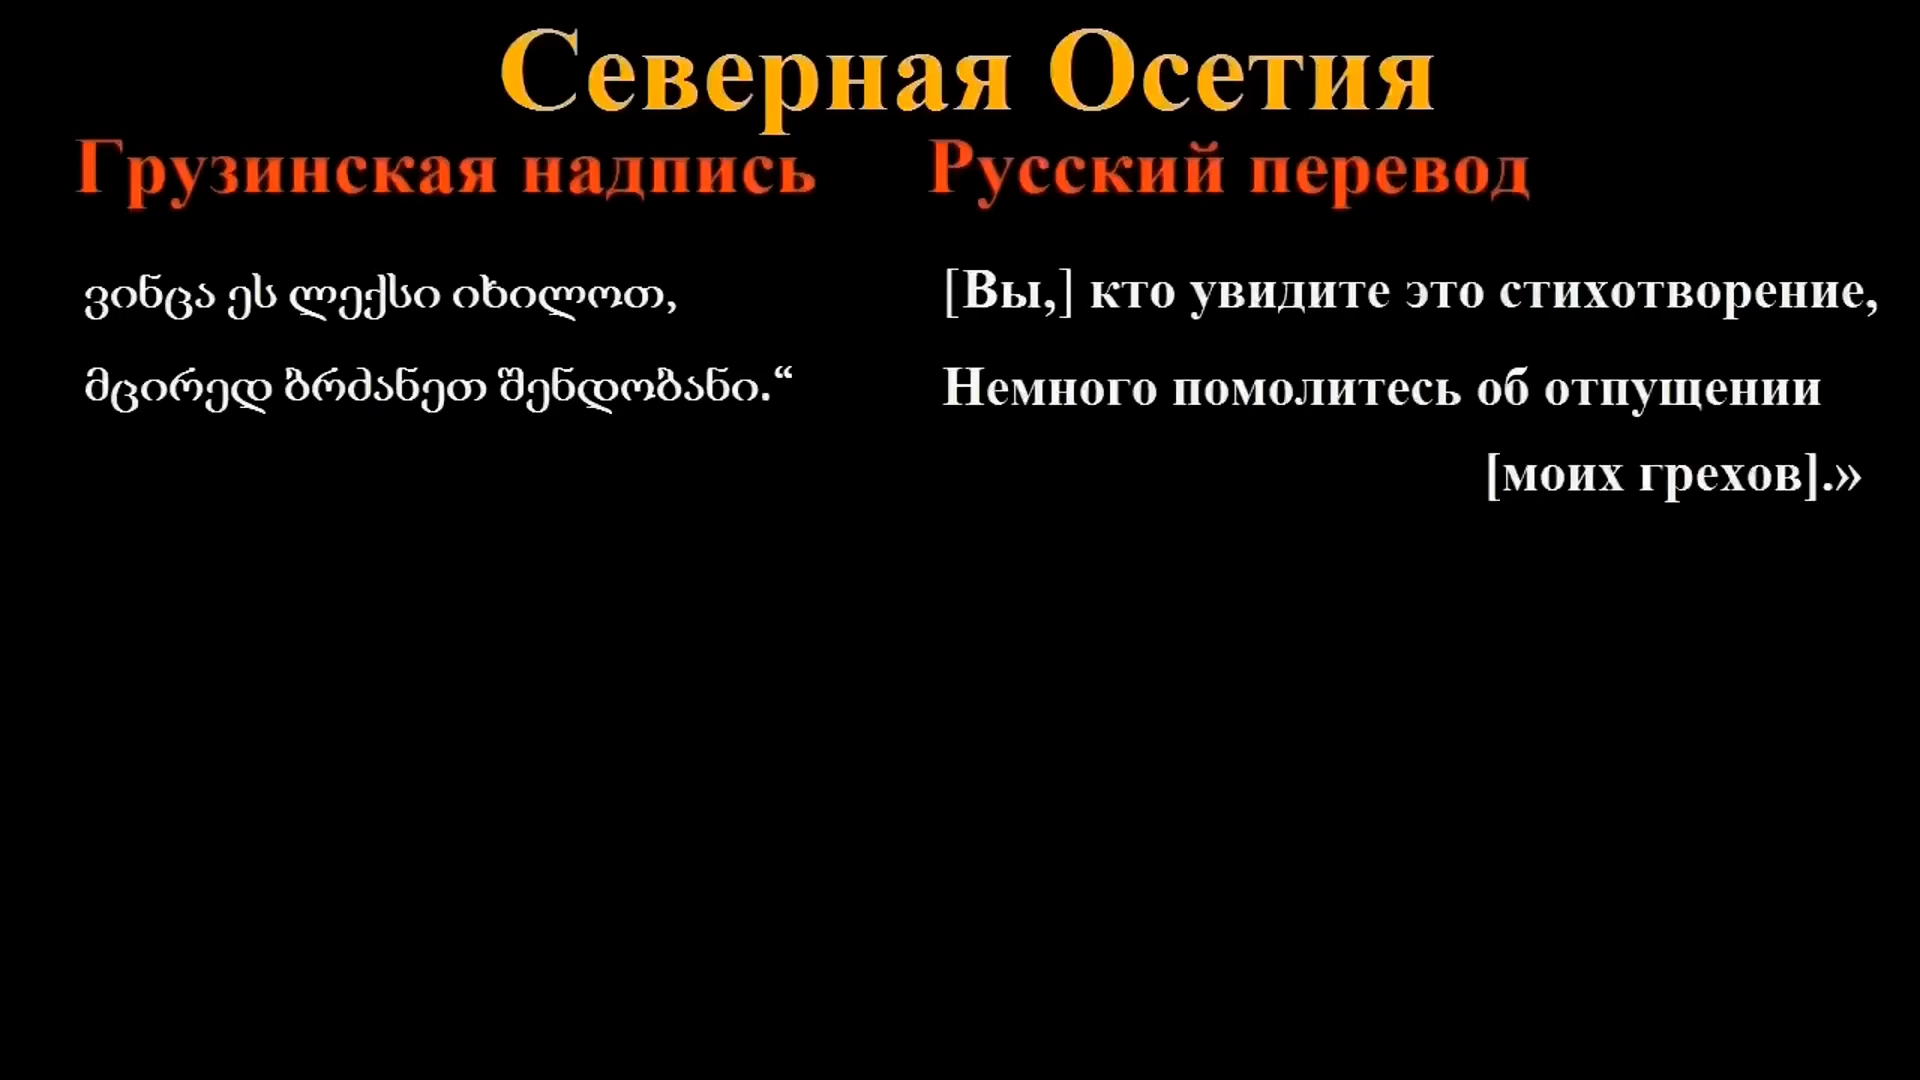 Северная Осетия
Грузинская надпись
Русский перевод
ვინცა ეს ლექსი იხილოთ,
[Вы,] кто увидите это стихотворение,
მცირედ ბრძანეთ შენდობანი.“
Немного помолитесь об отпущении
[моих грехов].»